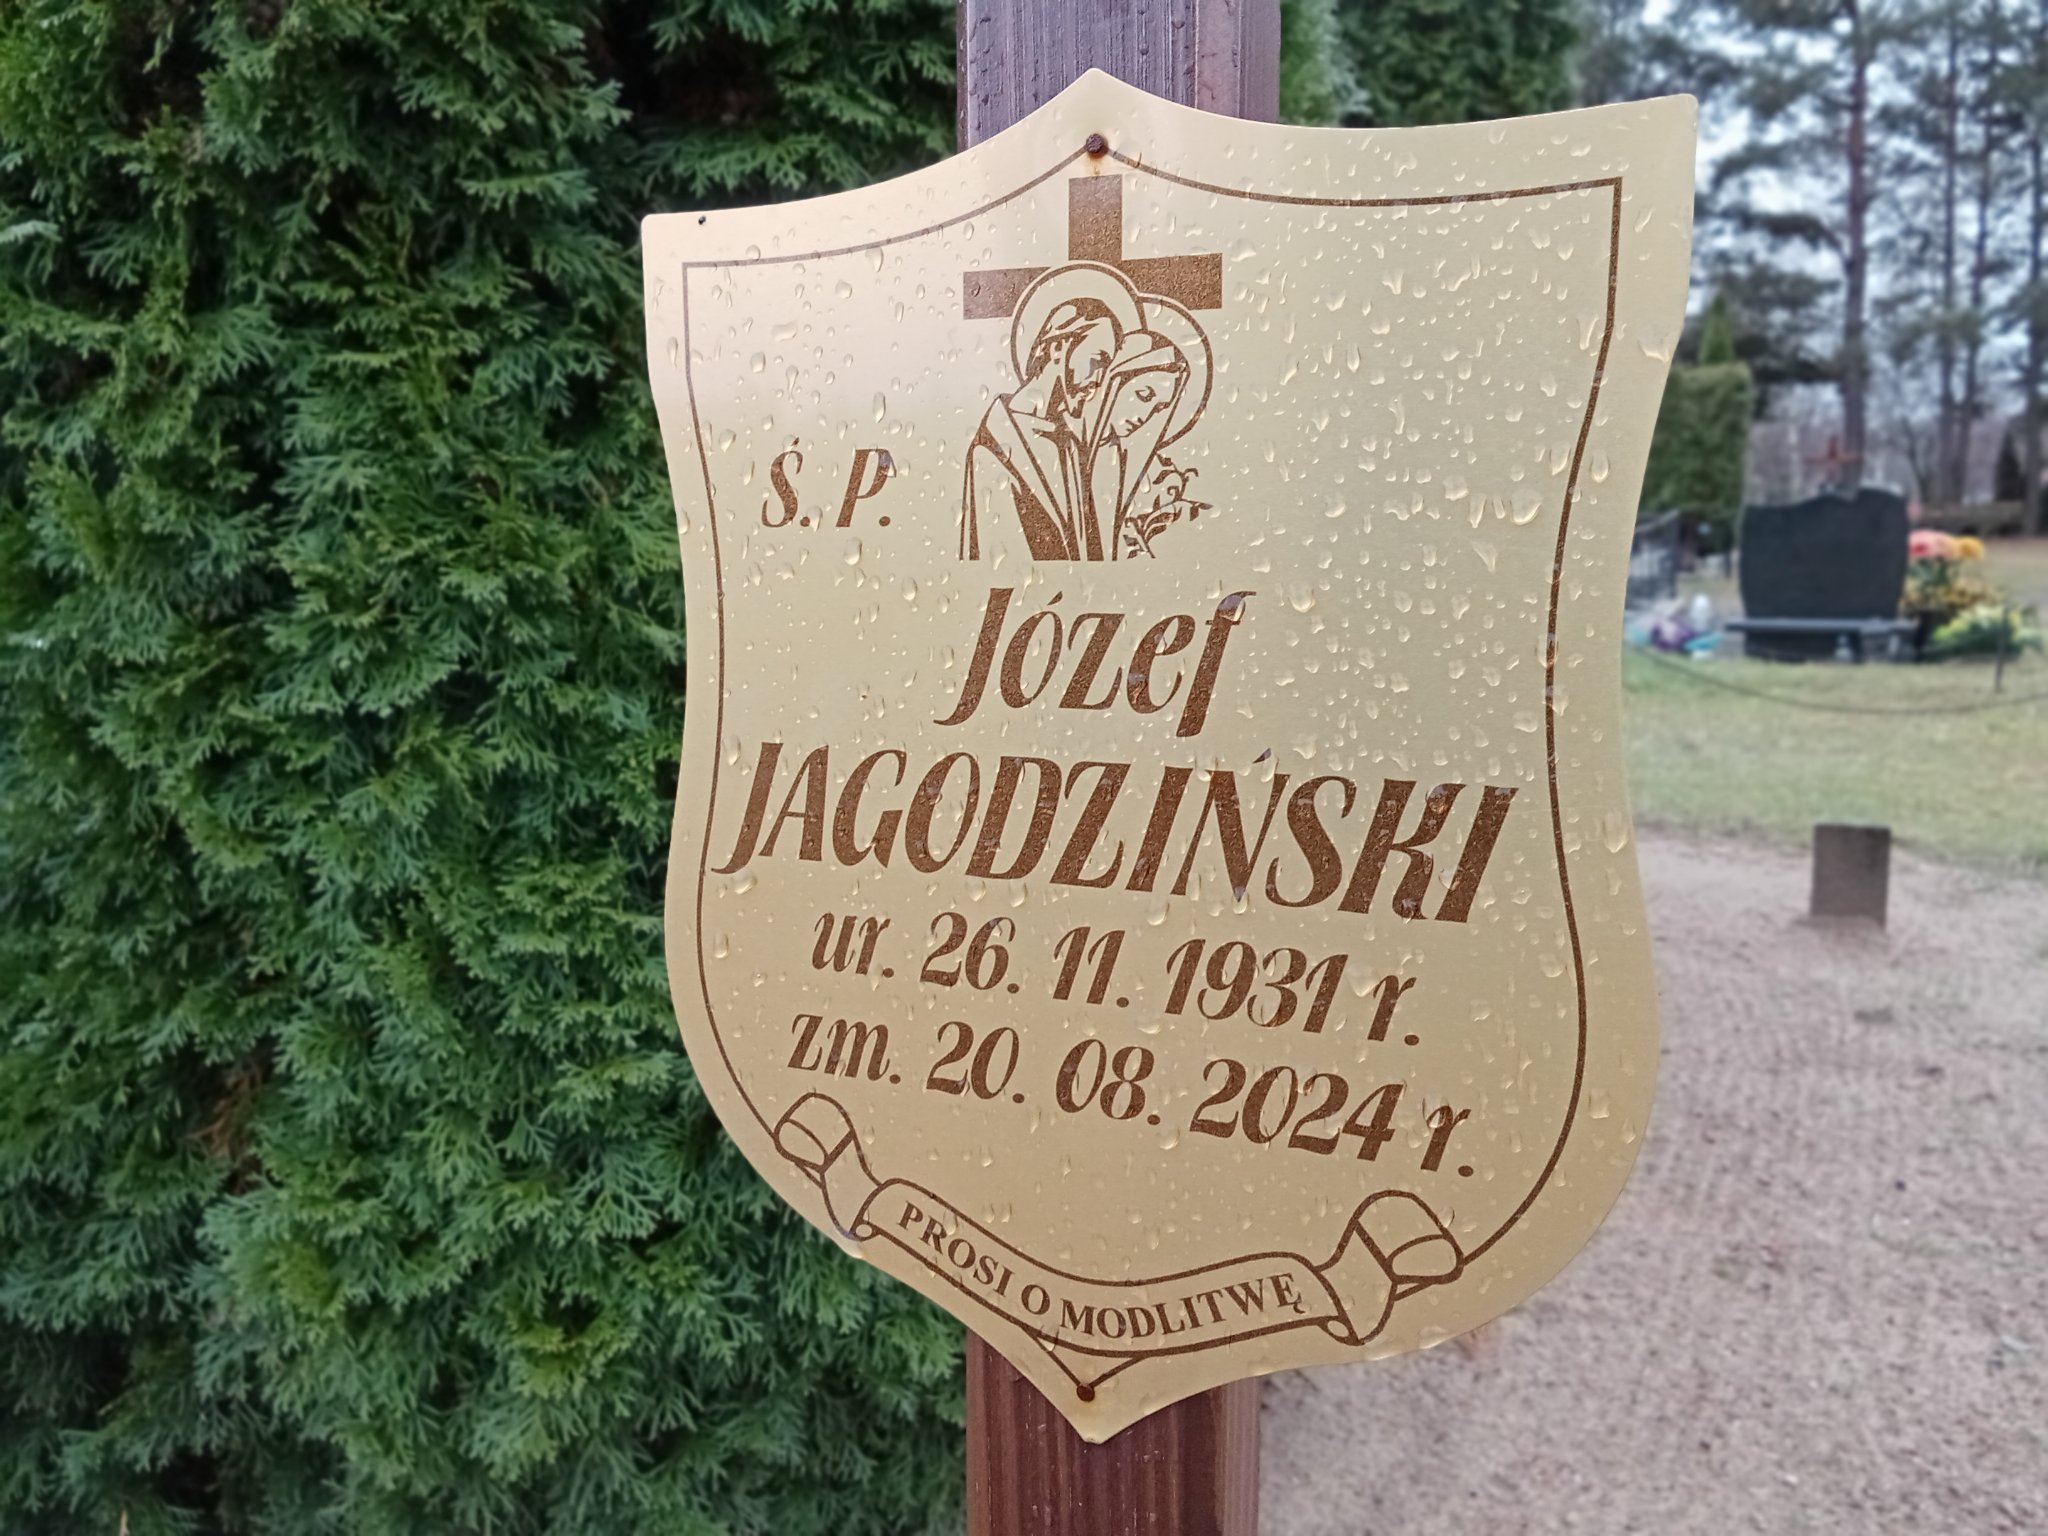 Ś. P.
Józef
JAGODZIŃSKI
ur. 26. 11. 1931 r.
zm. 20. 08. 2024 r.
PROSI O MODLITWĘ